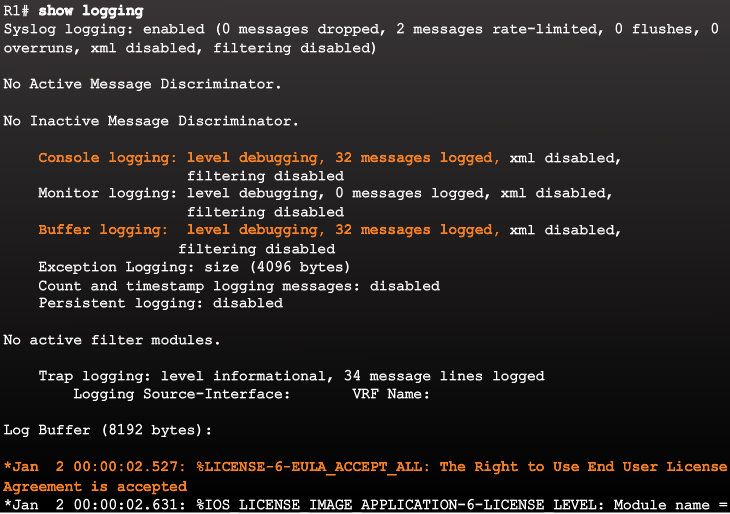 R1# show logging
Syslog logging: enabled (0 messages dropped, 2 messages rate-limited, 0 flushes, 0
overruns, xml disabled, filtering disabled)
No Active Message Discriminator.
No Inactive Message Discriminator.
Console logging: level debugging, 32 messages logged, xml disabled,
filtering disabled
Monitor logging: level debugging, 0 messages logged, xml disabled,
filtering disabled
Buffer logging:  level debugging, 32 messages logged, xml disabled,
filtering disabled
Exception Logging: size (4096 bytes)
Count and timestamp logging messages: disabled
Persistent logging: disabled
No active filter modules.
Trap logging: level informational, 34 message lines logged
Logging Source-Interface:       VRF Name:
Log Buffer (8192 bytes):
*Jan  2 00:00:02.527: %LICENSE-6-EULA_ACCEPT_ALL: The Right to Use End User License
Agreement is accepted
*Jan  2 00:00:02.631: %IOS_LICENSE_IMAGE_APPLICATION-6-LICENSE_LEVEL: Module name =